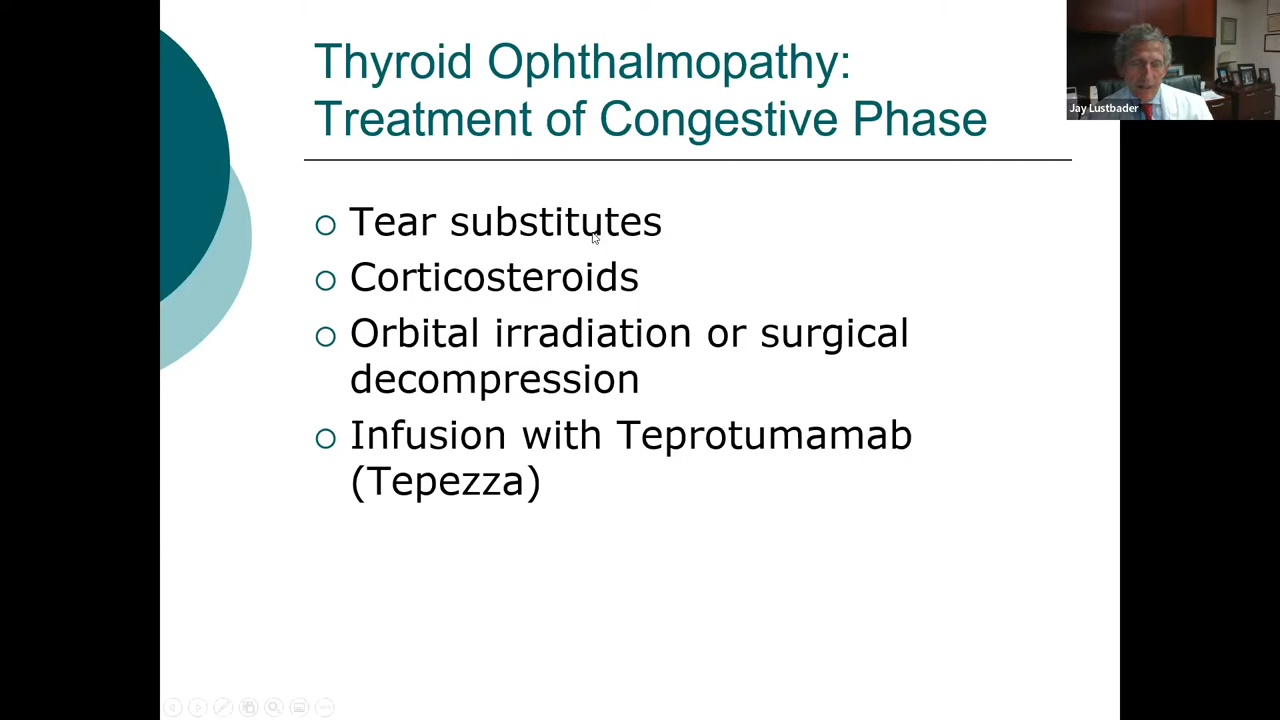 Thyroid Ophthalmopathy:
Treatment of Congestive Phase
Jay Lustbader
Tear substitutes
Corticosteroids
Orbital irradiation or surgical
decompression
Infusion with Teprotumamab
(Tepezza)